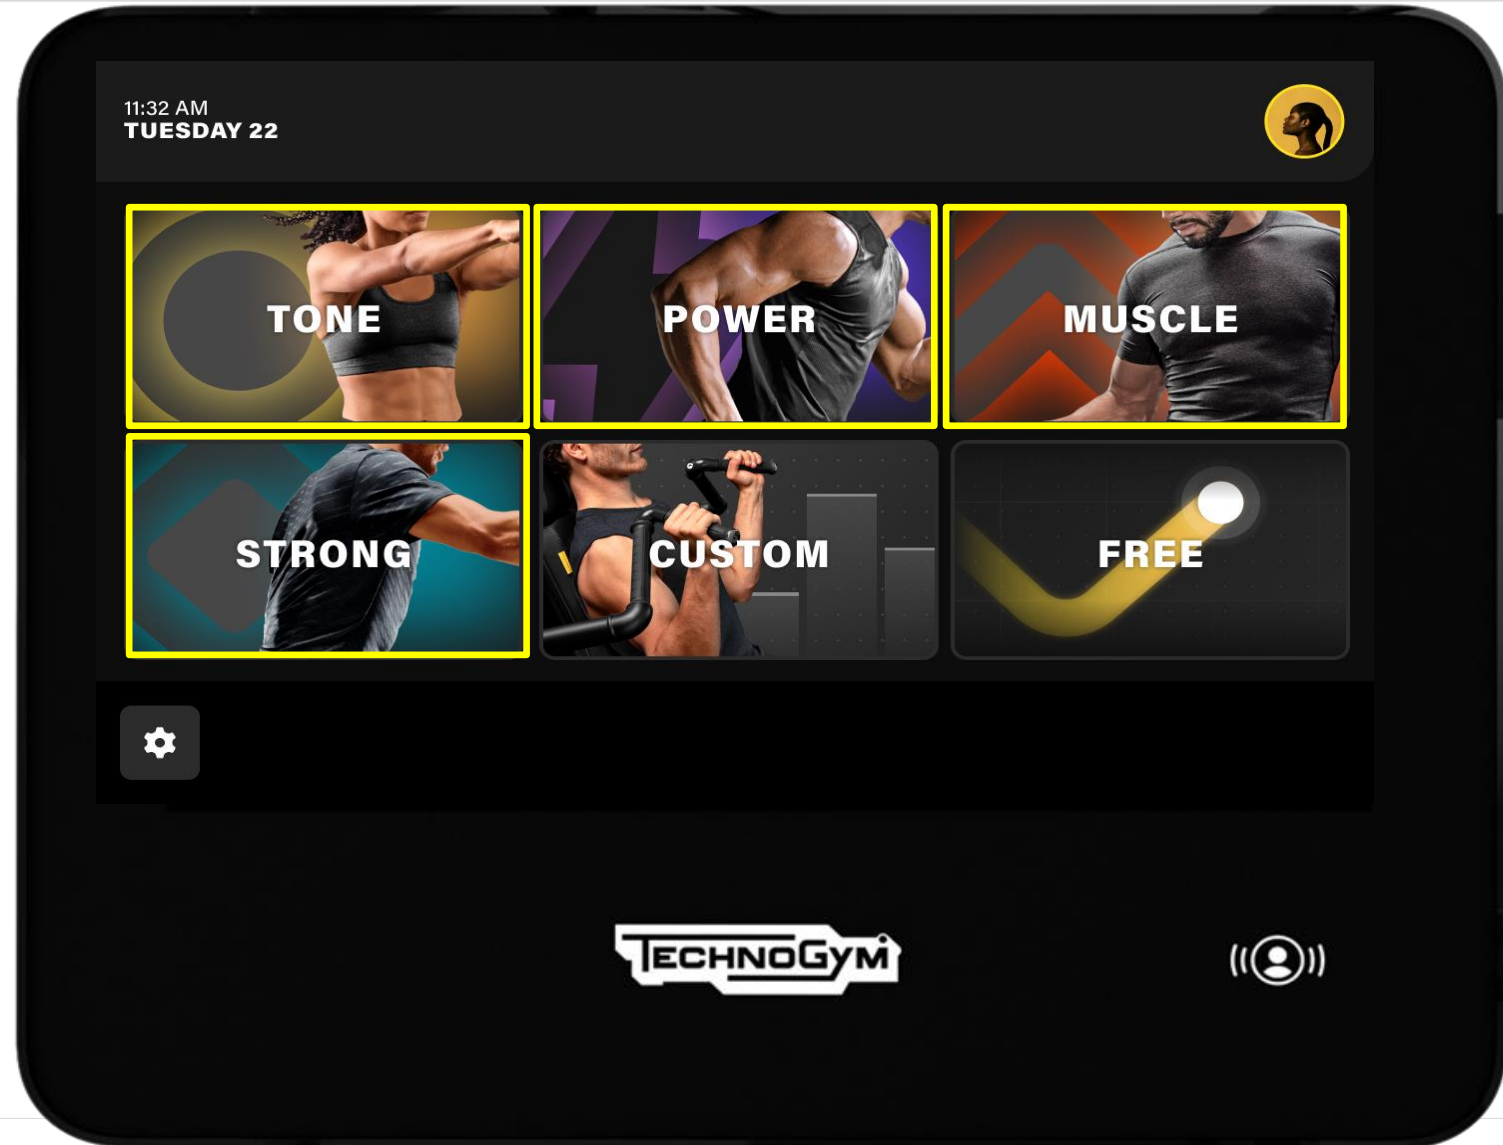 11:32 AM
TUESDAY 22
TONE
POWER
MUSCLE
STRONG
CUSTOM
FREE
TECHNOGYM